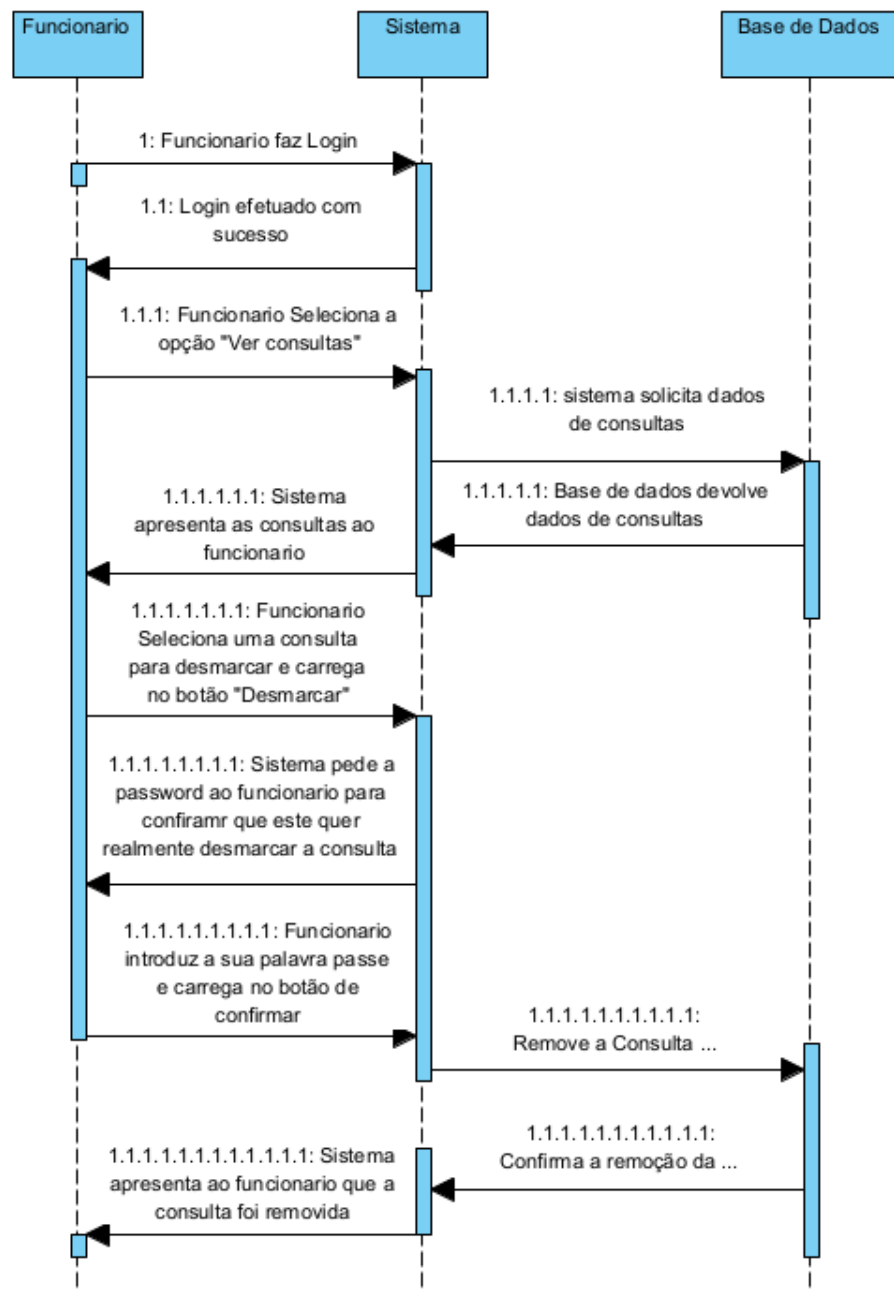 Funcionario
Sistema
Base de Dados
1: Funcionario faz Login
1.1: Login efetuado com
sucesso
1.1.1: Funcionario Seleciona a
opção "Ver consultas"
1.1.1.1: sistema solicita dados
de consultas
1.1.1.1.1: Base de dados devolve
dados de consultas
1.1.1.1.1.1: Sistema
apresenta as consultas ao
funcionario
1.1.1.1.1.1.1: Funcionario
Seleciona uma consulta
para desmarcar e carrega
no botão "Desmarcar"
1.1.1.1.1.1.1.1: Sistema pede a
password ao funcionario para
confiramr que este quer
realmente desmarcar a consulta
1.1.1.1.1.1.1.1.1: Funcionario
introduz a sua palavra passe
e carrega no botão de
confirmar
1.1.1.1.1.1.1.1.1.1:
Remove a Consulta ...
1.1.1.1.1.1.1.1.1.1.1:
Confirma a remoção da ...
1.1.1.1.1.1.1.1.1.1.1.1: Sistema
apresenta ao funcionario que a
consulta foi removida